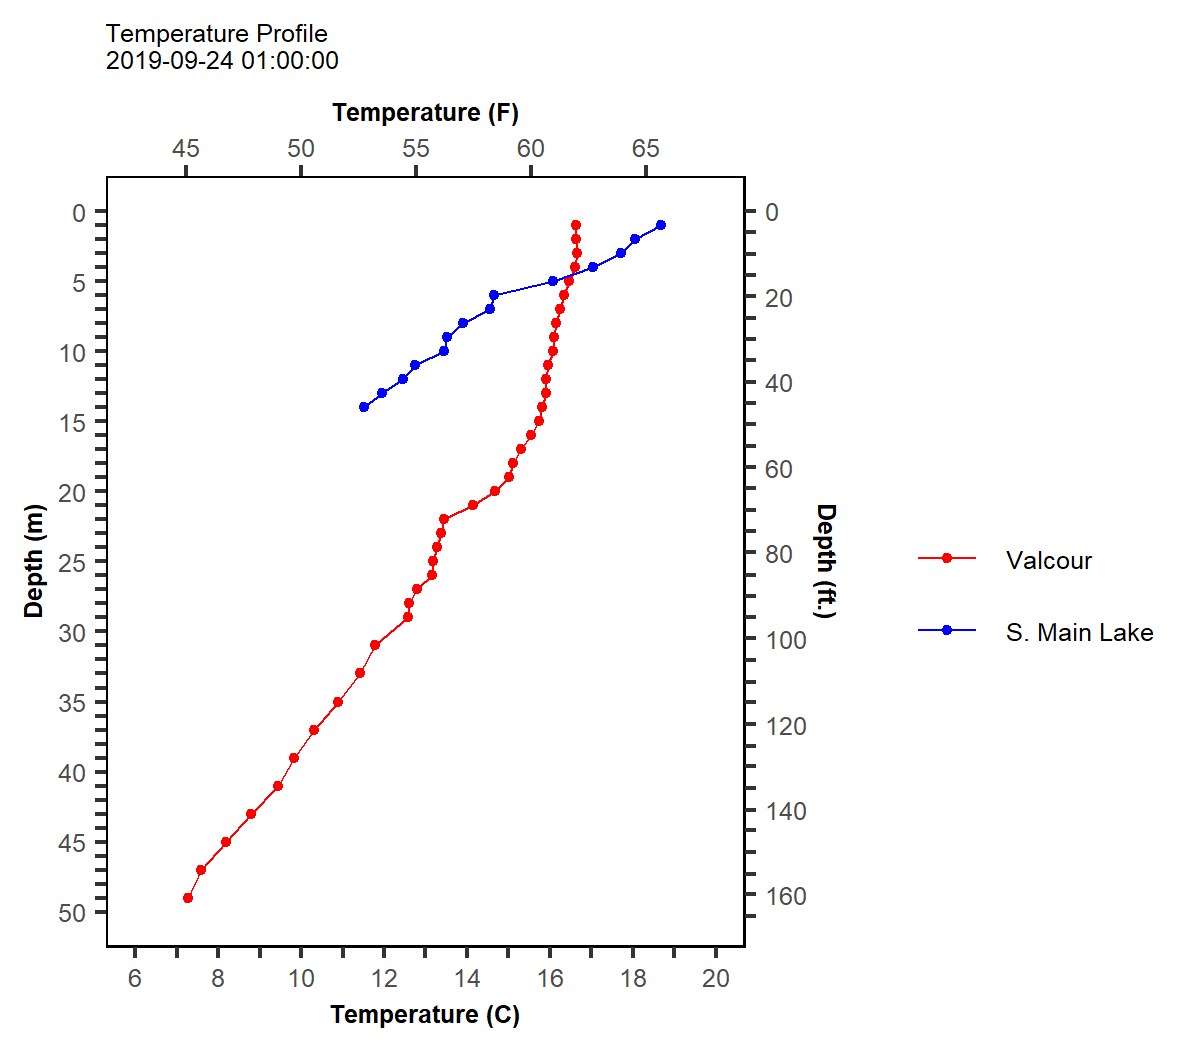 Temperature Profile
2019-09-24 01:00:00
Temperature (F)
45 50 55 60 65
0 0
5
20
10
40
15
60
20
Depth (m)
Depth (ft.)
25
80
Valcour
30
100
S. Main Lake
35
120
40
140
45
160
50
6 8 10 12 14 16 18 20
Temperature (C)